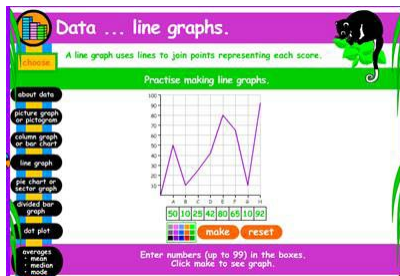 Data ... line graphs.
choose
A line graph uses lines to join points representing each score.
Practise making line graphs.
about data
picture graph
or pictogram
column graph
or bar chart
line graph
pie chart or
sector graph
divided bar
graph
dot plot
averages
• mean
• median
• mode
100
90
80
70
60
50
40
30
20
10
A B C D E F G H
50 10 25 42 80 65 10 92
make reset
Enter numbers (up to 99) in the boxes.
Click make to see graph.